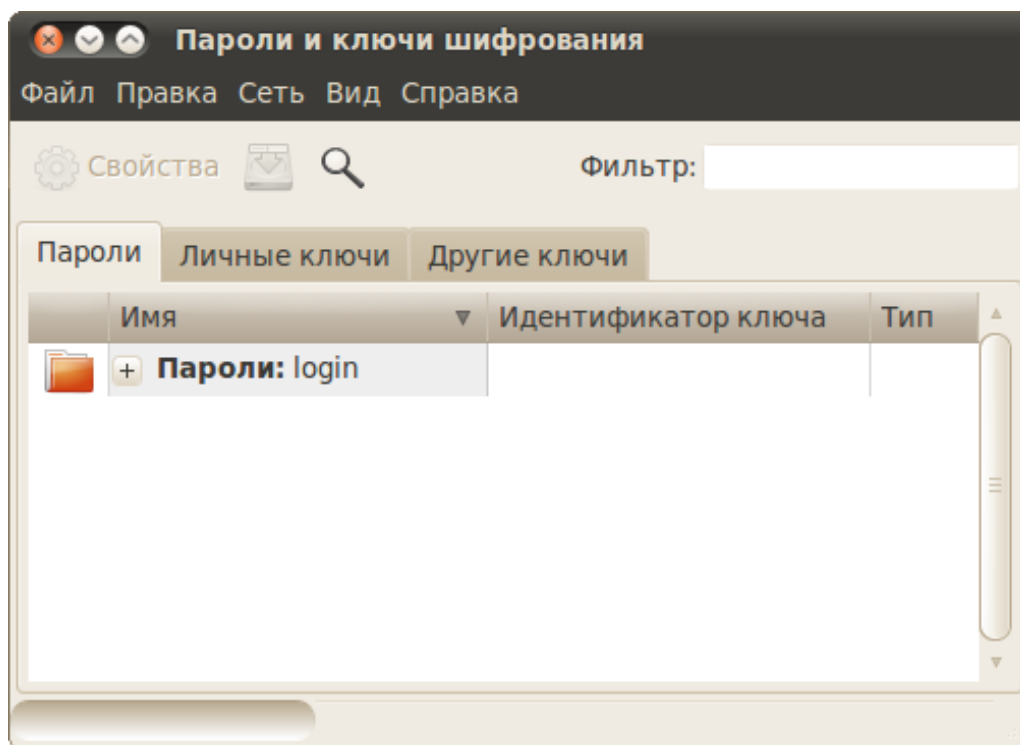 Пароли и ключи шифрования
Файл Правка Сеть Вид Справка
Свойства Фильтр:
Пароли Личные ключи Другие ключи
Имя Идентификатор ключа Тип
Пароли: login